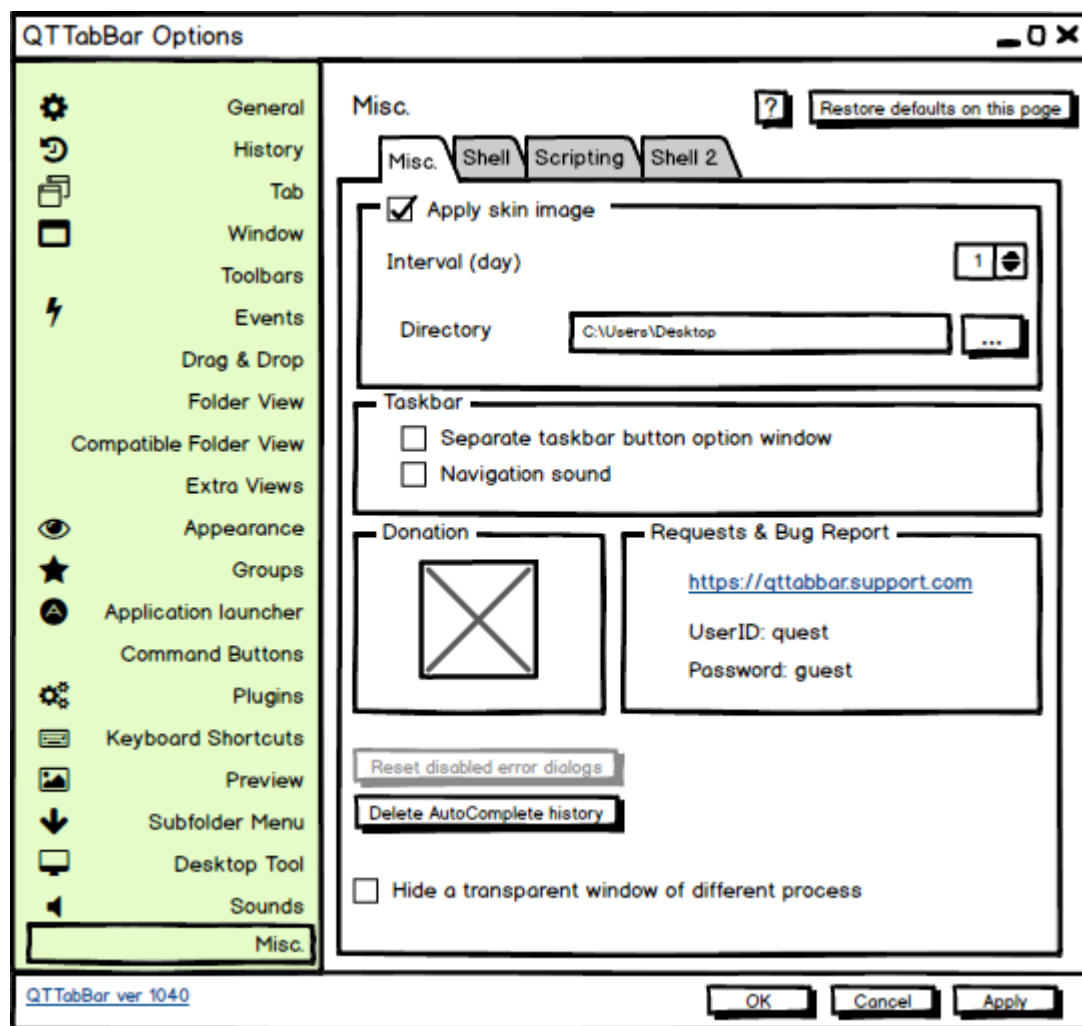 QTTabBar Options
General
History
Tab
Window
Toolbars
Events
Drag & Drop
Folder View
Compatible Folder View
Extra Views
Appearance
Groups
Application launcher
Command Buttons
Plugins
Keyboard Shortcuts
Preview
Subfolder Menu
Desktop Tool
Sounds
Misc.
Misc.
?
Restore defaults on this page
Misc. Shell Scripting Shell 2
Apply skin image
Interval (day) 1
Directory C:\Users\Desktop ...
Taskbar
Separate taskbar button option window
Navigation sound
Donation
Requests & Bug Report
https://qttabbar.support.com
UserID: quest
Password: guest
Reset disabled error dialogs
Delete AutoComplete history
Hide a transparent window of different process
QTTabBar ver 1040
OK Cancel Apply